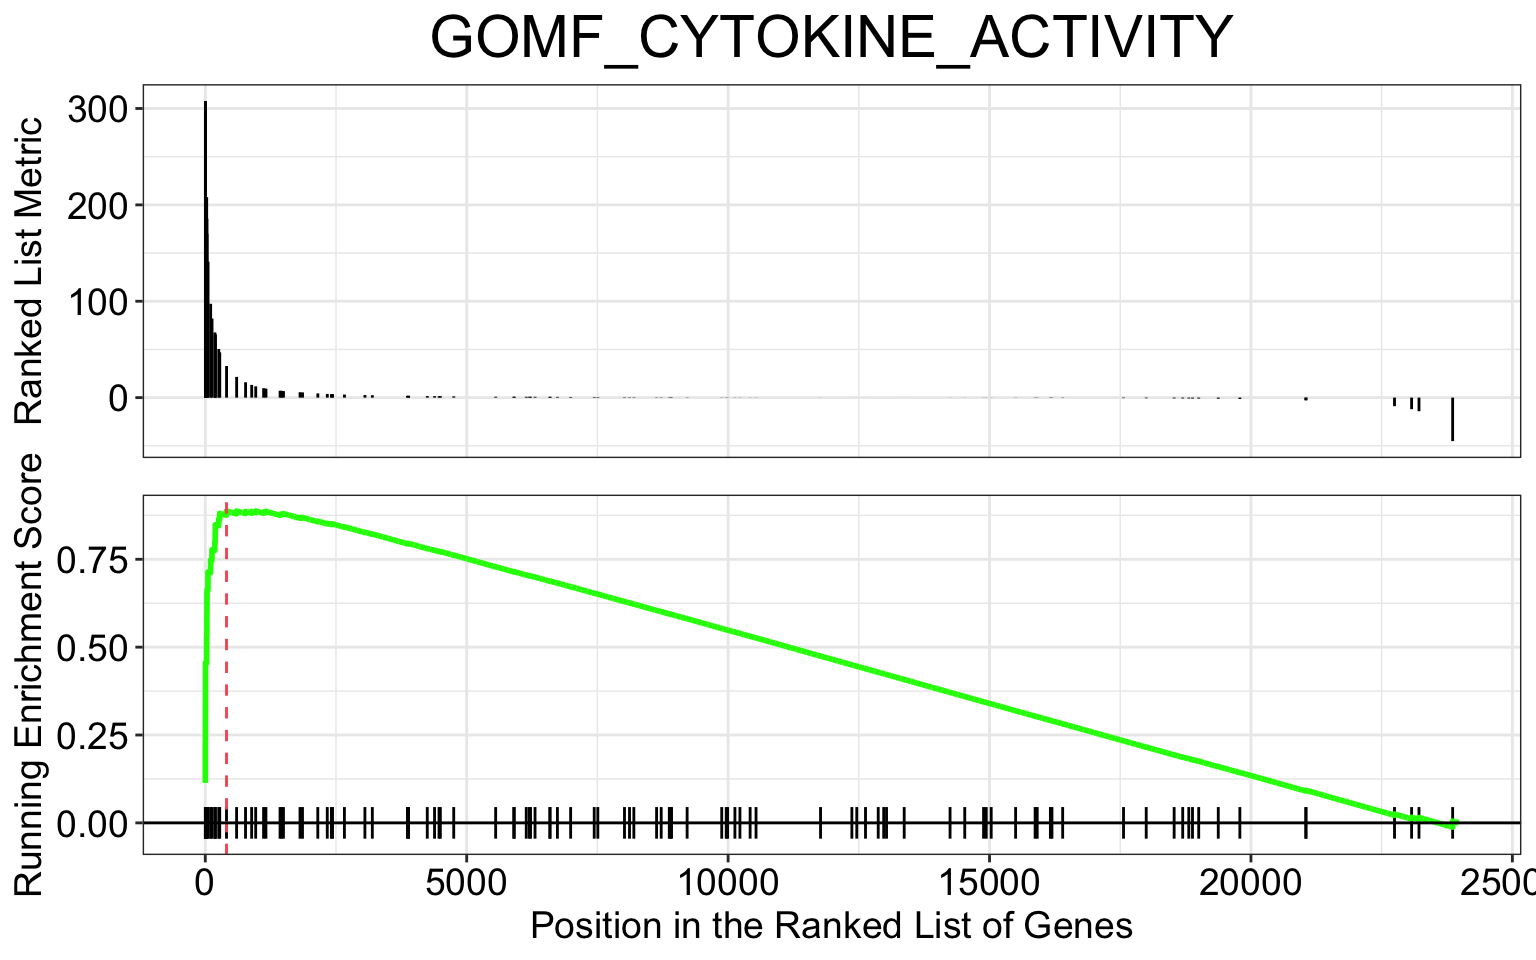 GOMF_CYTOKINE_ACTIVITY
Ranked List Metric
300
200
100
0
Running Enrichment Score
0.75
0.50
0.25
0.00
0 5000 10000 15000 20000 2500
Position in the Ranked List of Genes